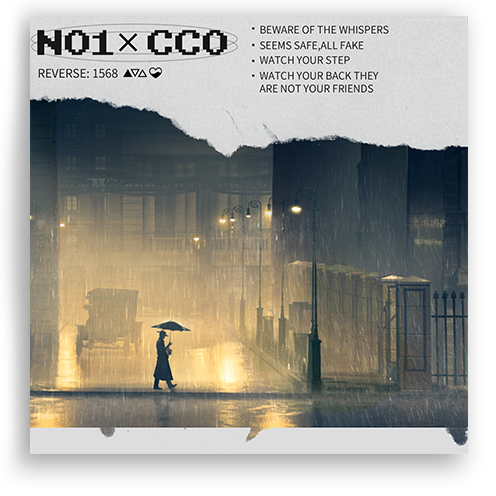 NO1 × CCO
REVERSE: 1568 ▲▽△
• BEWARE OF THE WHISPERS
• SEEMS SAFE,ALL FAKE
• WATCH YOUR STEP
• WATCH YOUR BACK THEY
ARE NOT YOUR FRIENDS